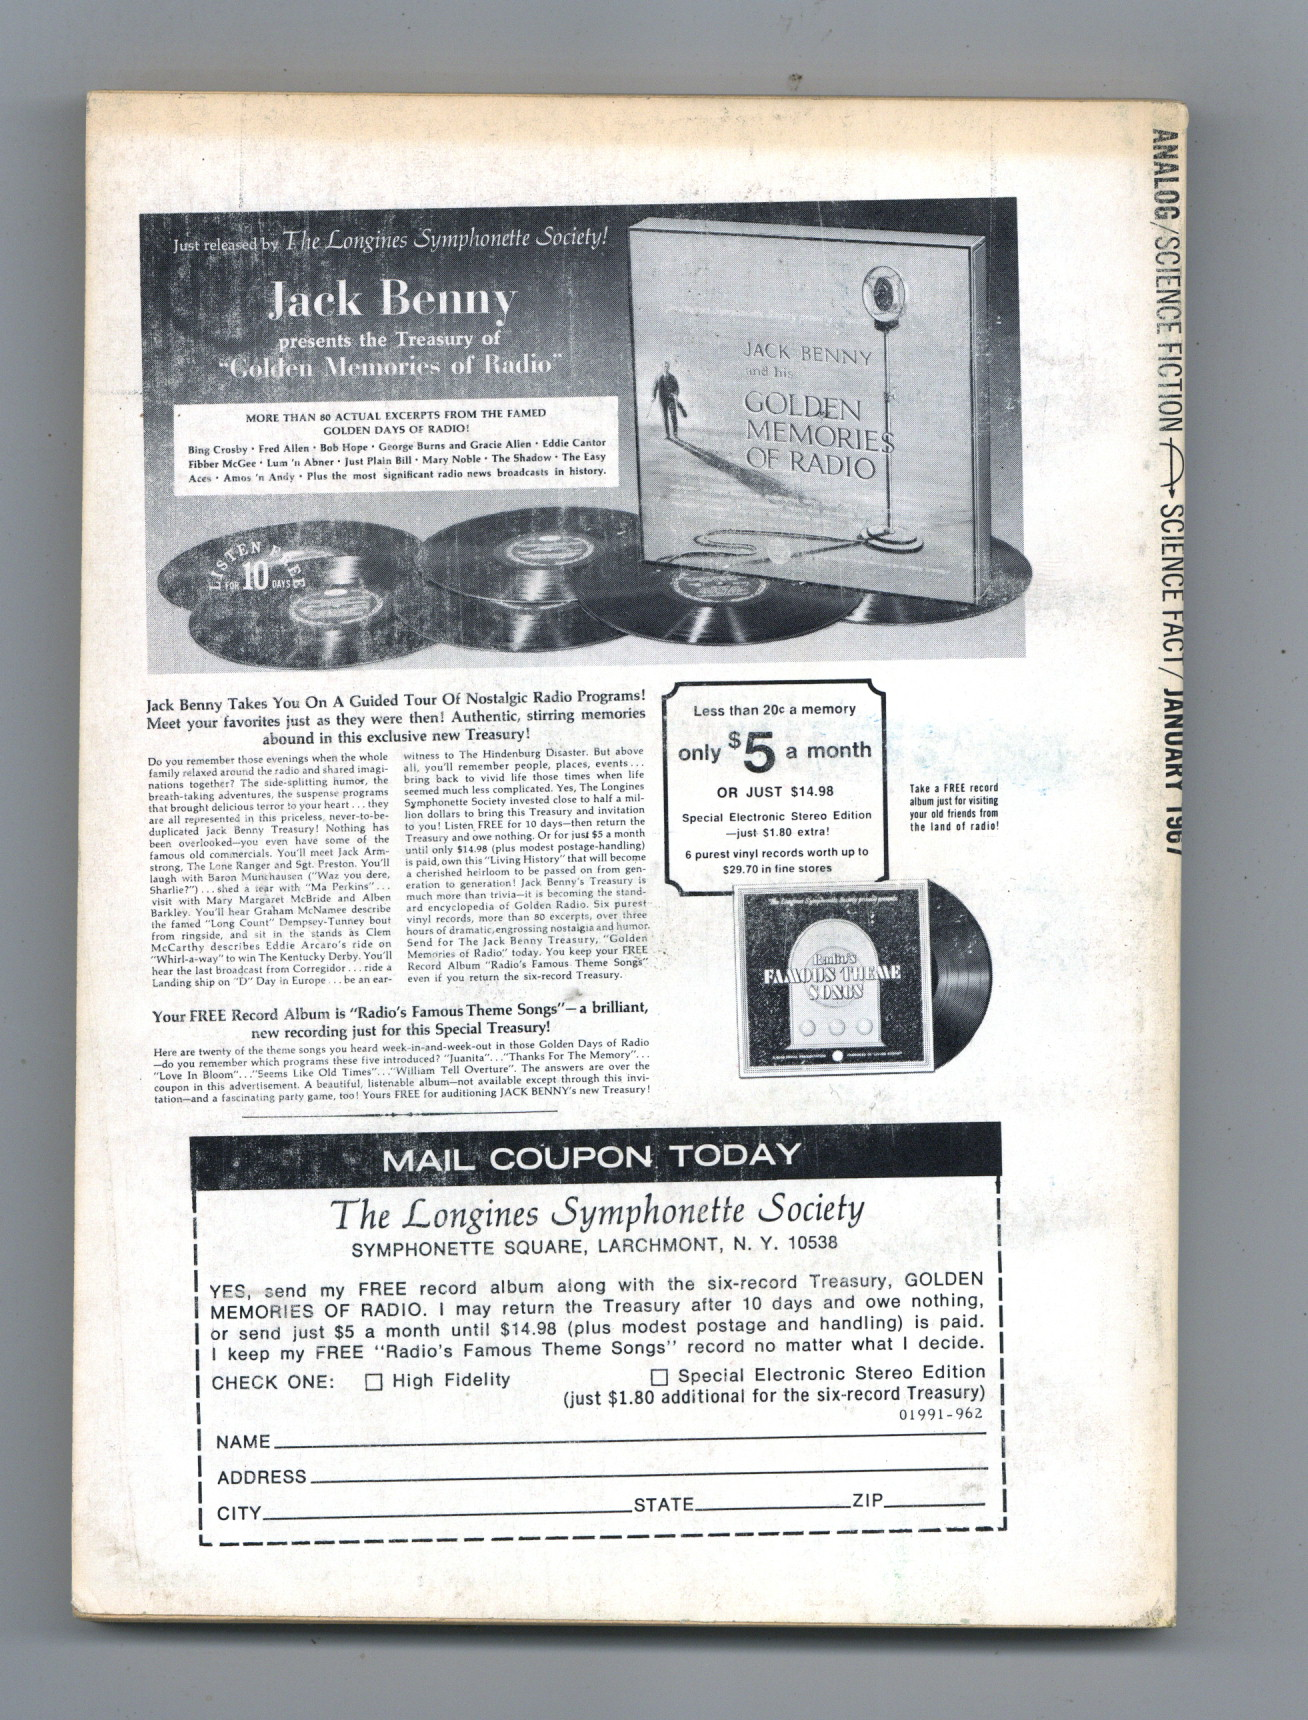 Just released by The Longines Symphonette Society!
Jack Benny
presents the Treasury of
"Golden Memories of Radio"
MORE THAN 80 ACTUAL EXCERPTS FROM THE FAMED
GOLDEN DAYS OF RADIO!
Bing Crosby • Fred Allen • Bob Hope • George Burns and Gracie Allen • Eddie Cantor
Fibber McGee • Lum 'n Abner • Just Plain Bill • Mary Noble • The Shadow • The Easy
Aces • Amos 'n Andy • Plus the most significant radio news broadcasts in history.
LISTEN FREE
FOR 10 DAYS
JACK BENNY
and his
GOLDEN
MEMORIES
OF RADIO
ANALOG/SCIENCE FICTION SCIENCE FACT/JANUARY 1967
Jack Benny Takes You On A Guided Tour Of Nostalgic Radio Programs!
Meet your favorites just as they were then! Authentic, stirring memories
abound in this exclusive new Treasury!
Do you remember those evenings when the whole
family relaxed around the radio and shared imagi-
nations together? The side-splitting humor, the
breath-taking adventures, the suspense programs
that brought delicious terror to your heart . . . they
are all represented in this priceless, never-to-be-
duplicated Jack Benny Treasury! Nothing has
been overlooked—you even have some of the
famous old commercials. You'll meet Jack Arm-
strong, The Lone Ranger and Sgt. Preston. You'll
laugh with Baron Munchausen ("Waz you dere,
Sharlie?") . . . shed a tear with "Ma Perkins" . . .
visit with Mary Margaret McBride and Alben
Barkley. You'll hear Graham McNamee describe
the famed "Long Count" Dempsey-Tunney bout
from ringside, and sit in the stands as Clem
McCarthy describes Eddie Arcaro's ride on
"Whirl-a-way" to win The Kentucky Derby. You'll
hear the last broadcast from Corregidor . . . ride a
Landing ship on "D" Day in Europe . . . be an ear-
witness to The Hindenburg Disaster. But above
all, you'll remember people, places, events . . .
bring back to vivid life those times when life
seemed much less complicated. Yes, The Longines
Symphonette Society invested close to half a mil-
lion dollars to bring this Treasury and invitation
to you! Listen FREE for 10 days—then return the
Treasury and owe nothing. Or for just $5 a month
until only $14.98 (plus modest postage-handling)
is paid, own this "Living History" that will become
a cherished heirloom to be passed on from gen-
eration to generation! Jack Benny's Treasury is
much more than trivia—it is becoming the stand-
ard encyclopedia of Golden Radio. Six purest
vinyl records, more than 80 excerpts, over three
hours of dramatic, engrossing nostalgia and humor.
Send for The Jack Benny Treasury, "Golden
Memories of Radio," today. You keep your FREE
Record Album "Radio's Famous Theme Songs"
even if you return the six-record Treasury.
Less than 20¢ a memory
only $5 a month
OR JUST $14.98
Special Electronic Stereo Edition
—just $1.80 extra!
6 purest vinyl records worth up to
$29.70 in fine stores
Take a FREE record
album just for visiting
your old friends from
the land of radio!
Radio's
FAMOUS THEME
SONGS
Your FREE Record Album is "Radio's Famous Theme Songs"—a brilliant,
new recording just for this Special Treasury!
Here are twenty of the theme songs you heard week-in-and-week-out in those Golden Days of Radio
—do you remember which programs these five introduced? "Juanita" . . . "Thanks For The Memory" . . .
"Love In Bloom" . . . "Seems Like Old Times" . . . "William Tell Overture". The answers are over the
coupon in this advertisement. A beautiful, listenable album—not available except through this invi-
tation—and a fascinating party game, too! Yours FREE for auditioning JACK BENNY's new Treasury!
MAIL COUPON TODAY
The Longines Symphonette Society
SYMPHONETTE SQUARE, LARCHMONT, N. Y. 10538
YES, send my FREE record album along with the six-record Treasury, GOLDEN
MEMORIES OF RADIO. I may return the Treasury after 10 days and owe nothing,
or send just $5 a month until $14.98 (plus modest postage and handling) is paid.
I keep my FREE "Radio's Famous Theme Songs" record no matter what I decide.
CHECK ONE: □ High Fidelity □ Special Electronic Stereo Edition
(just $1.80 additional for the six-record Treasury)
01991-962
NAME
ADDRESS
CITY STATE ZIP